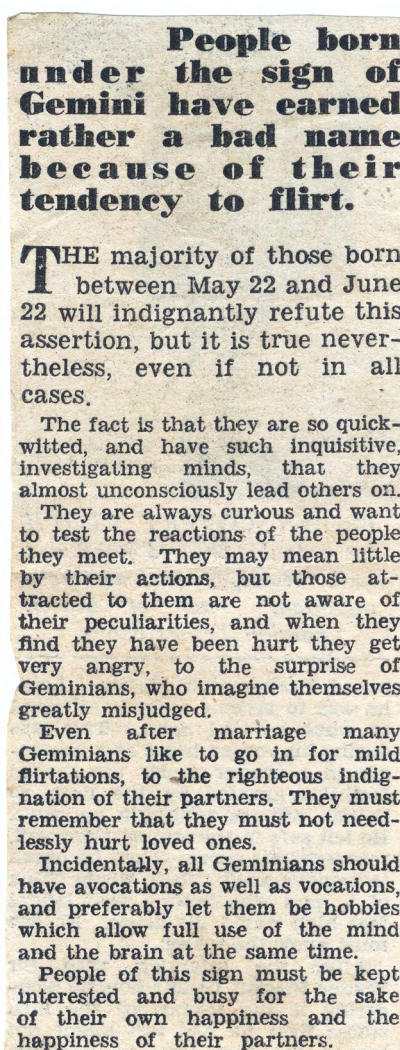 People born
under the sign of
Gemini have earned
rather a bad name
because of their
tendency to flirt.
THE majority of those born
between May 22 and June
22 will indignantly refute this
assertion, but it is true never-
theless, even if not in all
cases.
The fact is that they are so quick-
witted, and have such inquisitive,
investigating minds, that they
almost unconsciously lead others on.
They are always curious and want
to test the reactions of the people
they meet. They may mean little
by their actions, but those at-
tracted to them are not aware of
their peculiarities, and when they
find they have been hurt they get
very angry, to the surprise of
Geminians, who imagine themselves
greatly misjudged.
Even after marriage many
Geminians like to go in for mild
flirtations, to the righteous indig-
nation of their partners. They must
remember that they must not need-
lessly hurt loved ones.
Incidentally, all Geminians should
have avocations as well as vocations,
and preferably let them be hobbies
which allow full use of the mind
and the brain at the same time.
People of this sign must be kept
interested and busy for the sake
of their own happiness and the
happiness of their partners.